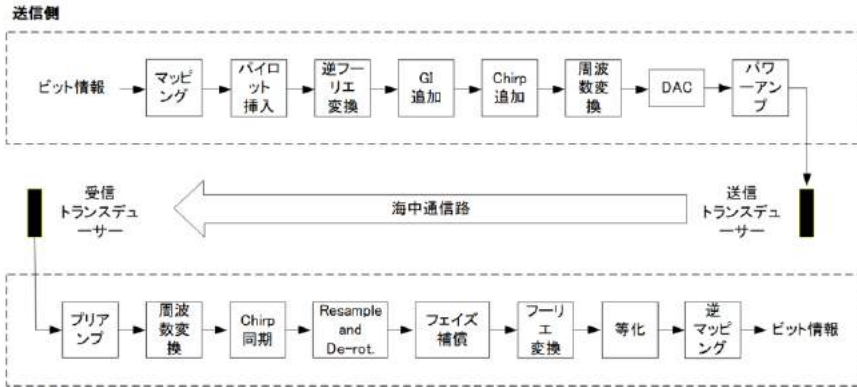 送信側
ビット情報
マッピ
ング
パイロ
ット
挿入
逆フー
リエ
変換
GI
追加
Chirp
追加
周波
数変
換
DAC
パワ
ーアン
プ
受信
トランスデュ
ーサー
海中通信路
送信
トランスデュ
ーサー
プリア
ンプ
周波
数変
換
Chirp
同期
Resample
and
De-rot.
フェイズ
補償
フーリ
エ
変換
等化
逆
マッピ
ング
ビット情報